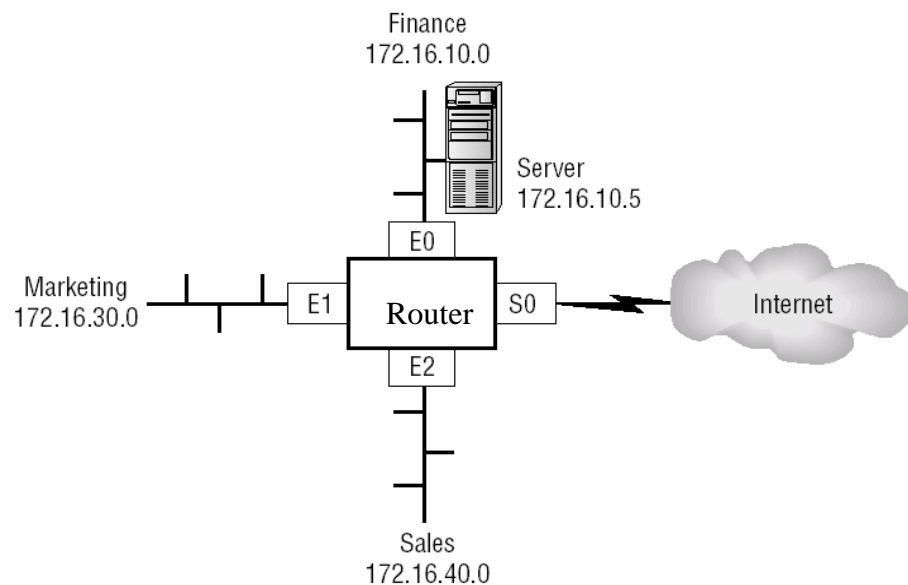 Finance
172.16.10.0
Server
172.16.10.5
E0
Marketing
172.16.30.0
E1
Router
S0
Internet
E2
Sales
172.16.40.0